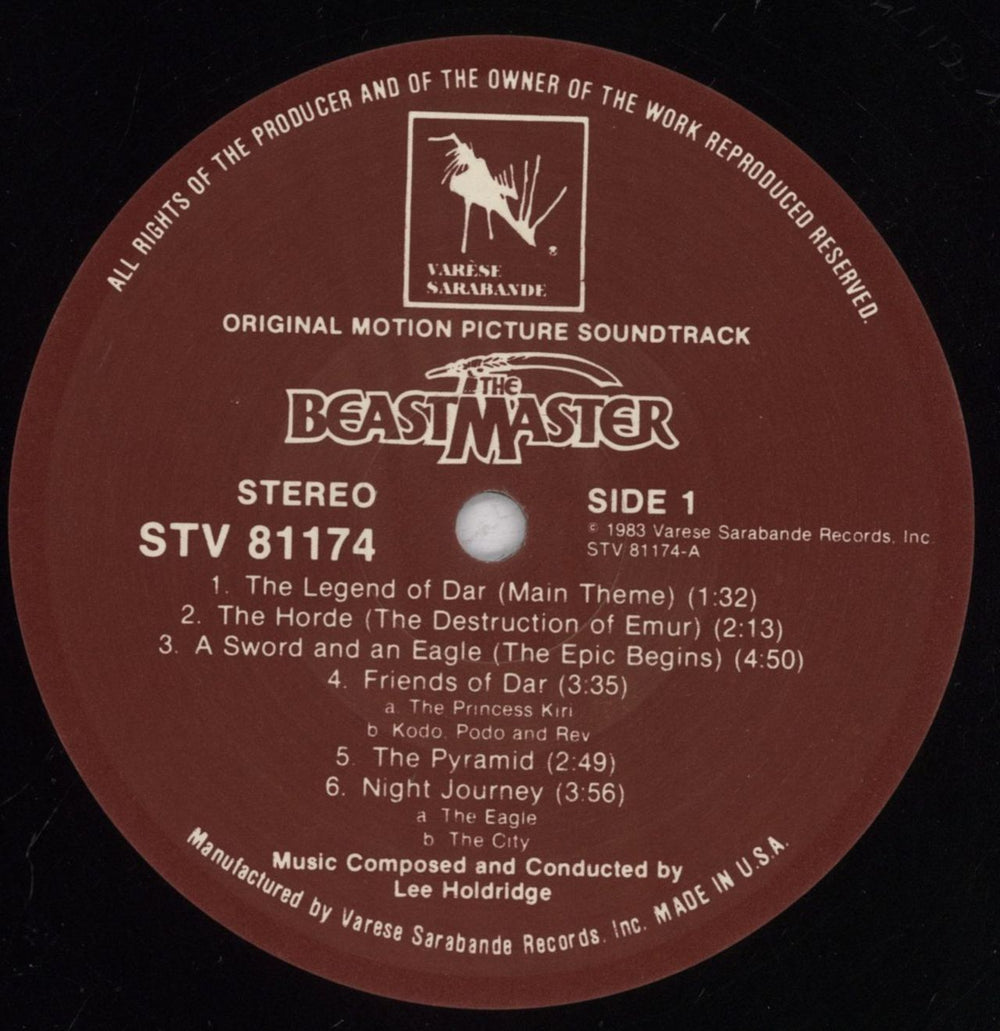 ALL RIGHTS OF THE PRODUCER AND OF THE OWNER OF THE WORK REPRODUCED RESERVED.
VARÈSE
SARABANDE
ORIGINAL MOTION PICTURE SOUNDTRACK
THE
BEASTMASTER
STEREO
STV 81174
SIDE 1
℗ 1983 Varese Sarabande Records, Inc.
STV 81174-A
1. The Legend of Dar (Main Theme) (1:32)
2. The Horde (The Destruction of Emur) (2:13)
3. A Sword and an Eagle (The Epic Begins) (4:50)
4. Friends of Dar (3:35)
a. The Princess Kiri
b. Kodo, Podo and Rev
5. The Pyramid (2:49)
6. Night Journey (3:56)
a. The Eagle
b. The City
Music Composed and Conducted by
Lee Holdridge
Manufactured by Varese Sarabande Records, Inc. MADE IN U.S.A.